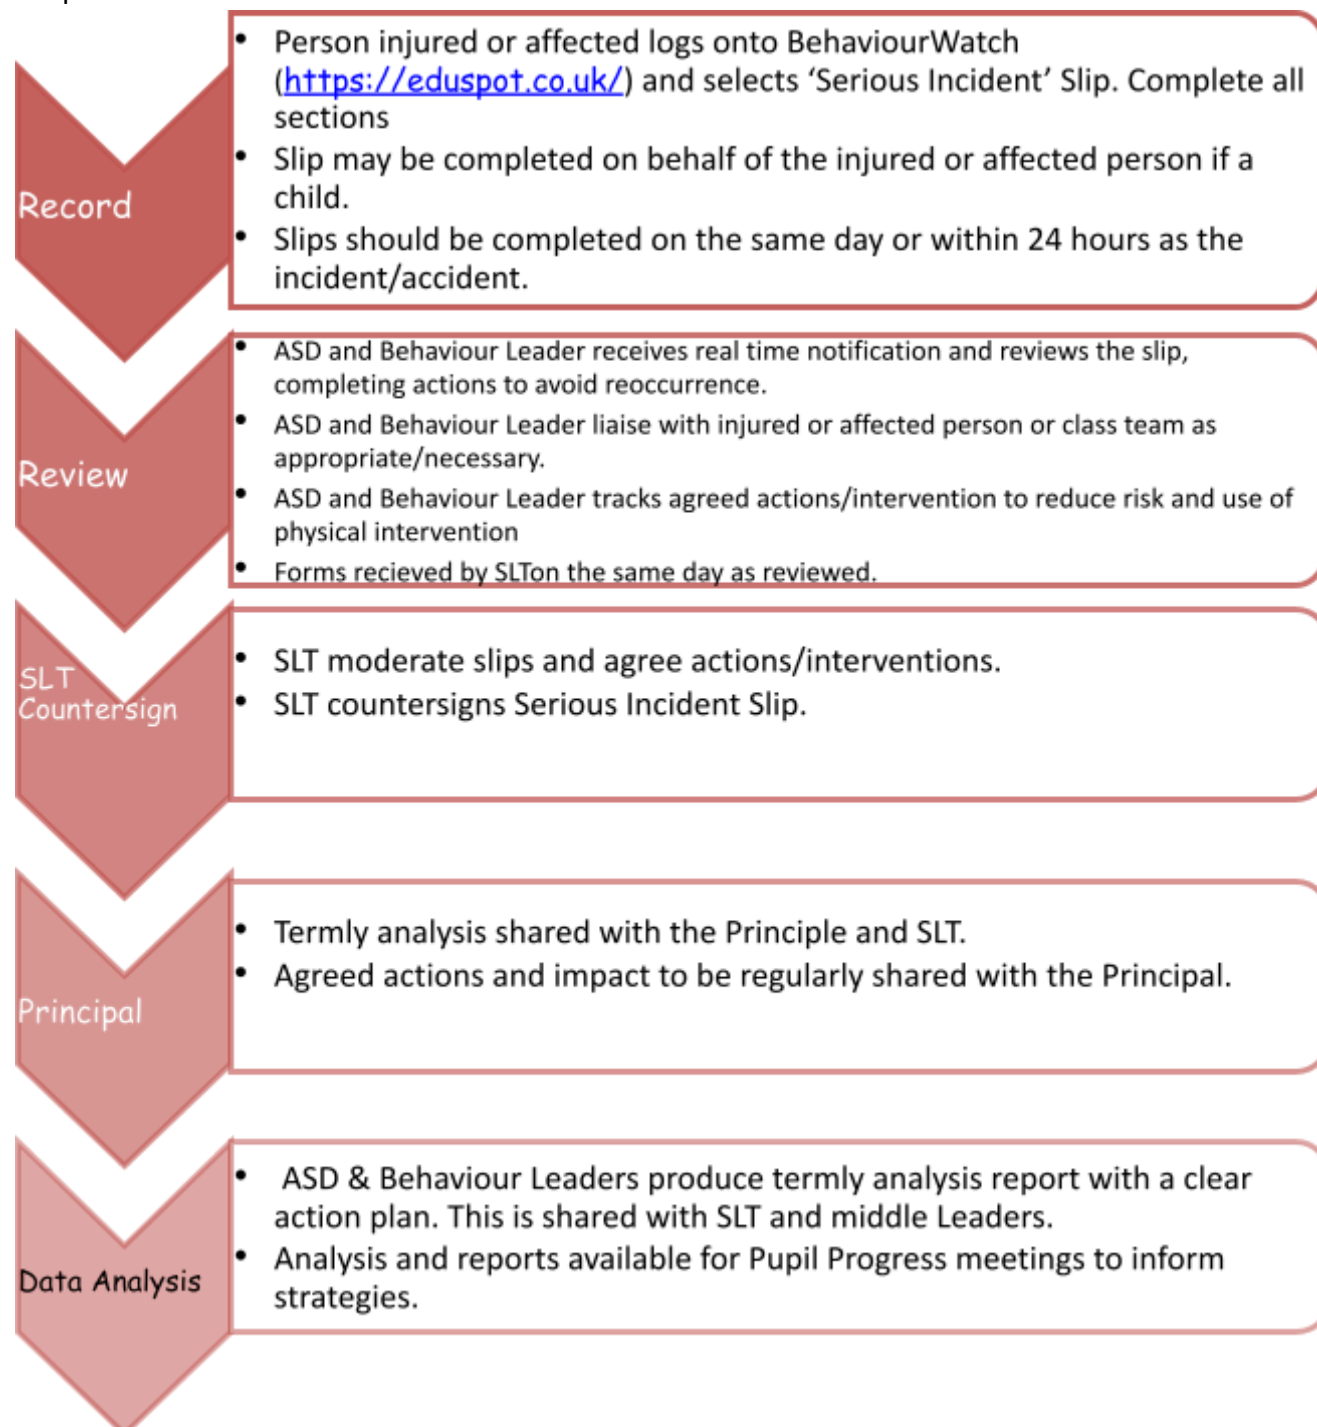 Record
• Person injured or affected logs onto BehaviourWatch
(https://eduspot.co.uk/) and selects ‘Serious Incident’ Slip. Complete all
sections
• Slip may be completed on behalf of the injured or affected person if a
child.
• Slips should be completed on the same day or within 24 hours as the
incident/accident.
Review
• ASD and Behaviour Leader receives real time notification and reviews the slip,
completing actions to avoid reoccurrence.
• ASD and Behaviour Leader liaise with injured or affected person or class team as
appropriate/necessary.
• ASD and Behaviour Leader tracks agreed actions/intervention to reduce risk and use of
physical intervention
• Forms recieved by SLTon the same day as reviewed.
SLT
Countersign
• SLT moderate slips and agree actions/interventions.
• SLT countersigns Serious Incident Slip.
Principal
• Termly analysis shared with the Principle and SLT.
• Agreed actions and impact to be regularly shared with the Principal.
Data Analysis
• ASD & Behaviour Leaders produce termly analysis report with a clear
action plan. This is shared with SLT and middle Leaders.
• Analysis and reports available for Pupil Progress meetings to inform
strategies.